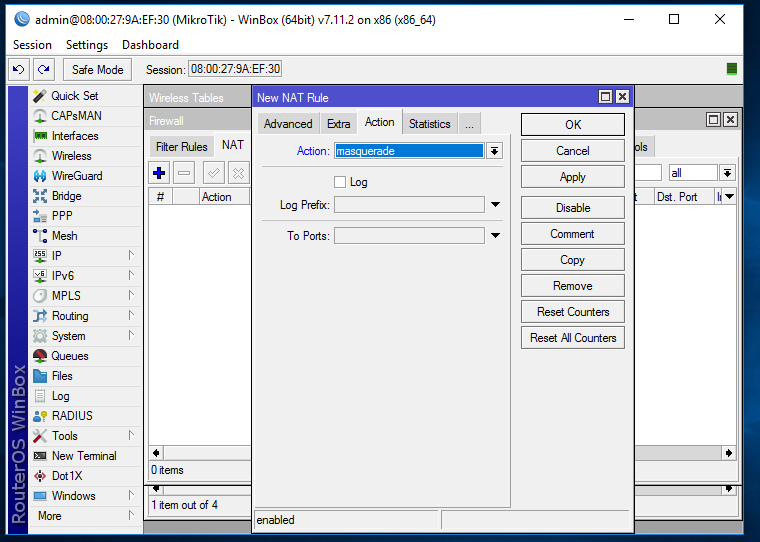 admin@08:00:27:9A:EF:30 (MikroTik) - WinBox (64bit) v7.11.2 on x86 (x86_64)
Session Settings Dashboard
Safe Mode Session: 08:00:27:9A:EF:30
RouterOS WinBox
Quick Set
CAPsMAN
Interfaces
Wireless
WireGuard
Bridge
PPP
Mesh
IP
IPv6
MPLS
Routing
System
Queues
Files
Log
RADIUS
Tools
New Terminal
Dot1X
Windows
More
Wireless Tables
Firewall
Filter Rules NAT
all
# Action Dst. Port
0 items
1 item out of 4
New NAT Rule
Advanced Extra Action Statistics ...
Action: masquerade
Log
Log Prefix:
To Ports:
OK
Cancel
Apply
Disable
Comment
Copy
Remove
Reset Counters
Reset All Counters
enabled